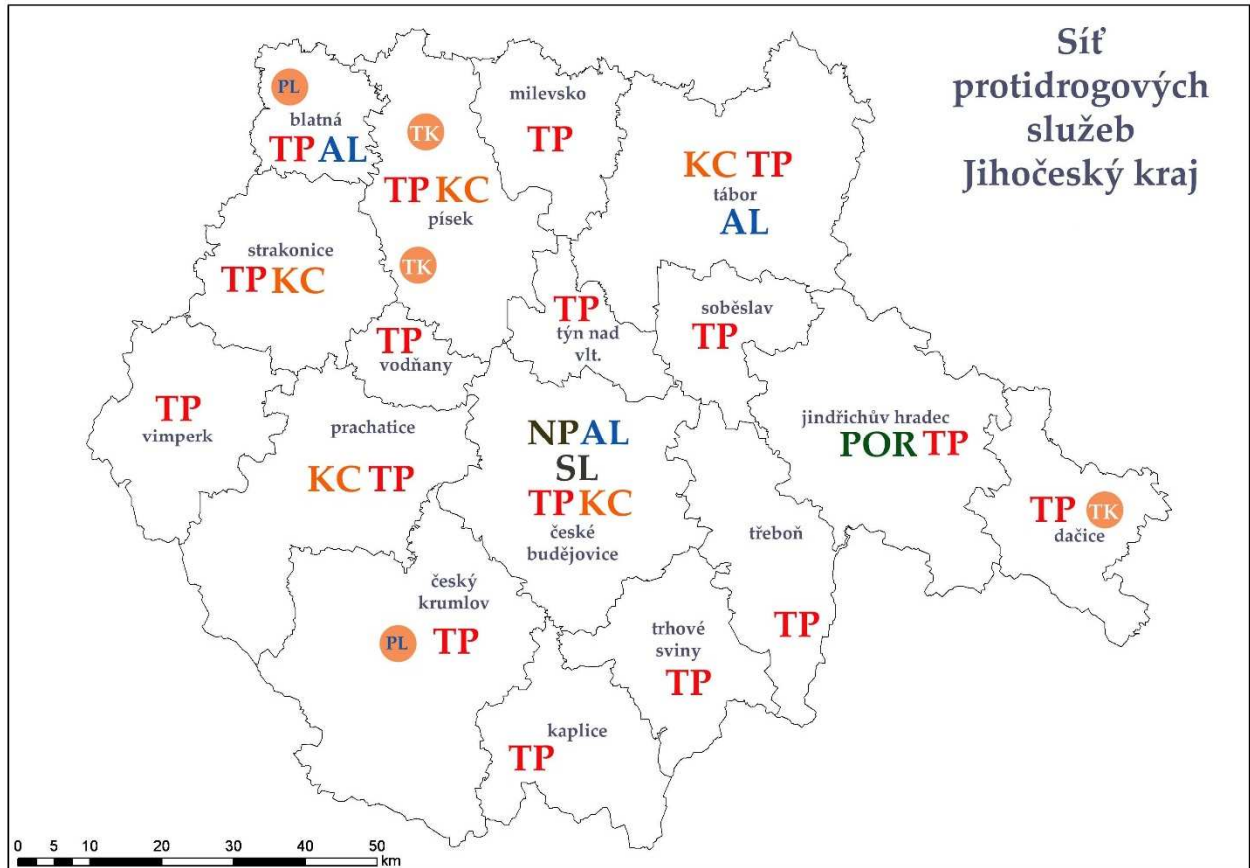 Síť
protidrogových
služeb
Jihočeský kraj
PL
blatná
TP AL
TK
TP KC
písek
TK
milevsko
TP
KC TP
tábor
AL
strakonice
TP KC
TP
vodňany
TP
týn nad
vlt.
soběslav
TP
TP
vimperk
prachatice
KC TP
NP AL
SL
TP KC
české
budějovice
jindřichův hradec
POR TP
třeboň
TP
TP TK
dačice
český
krumlov
PL TP
trhové
sviny
TP
kaplice
TP
0 5 10 20 30 40 50
km